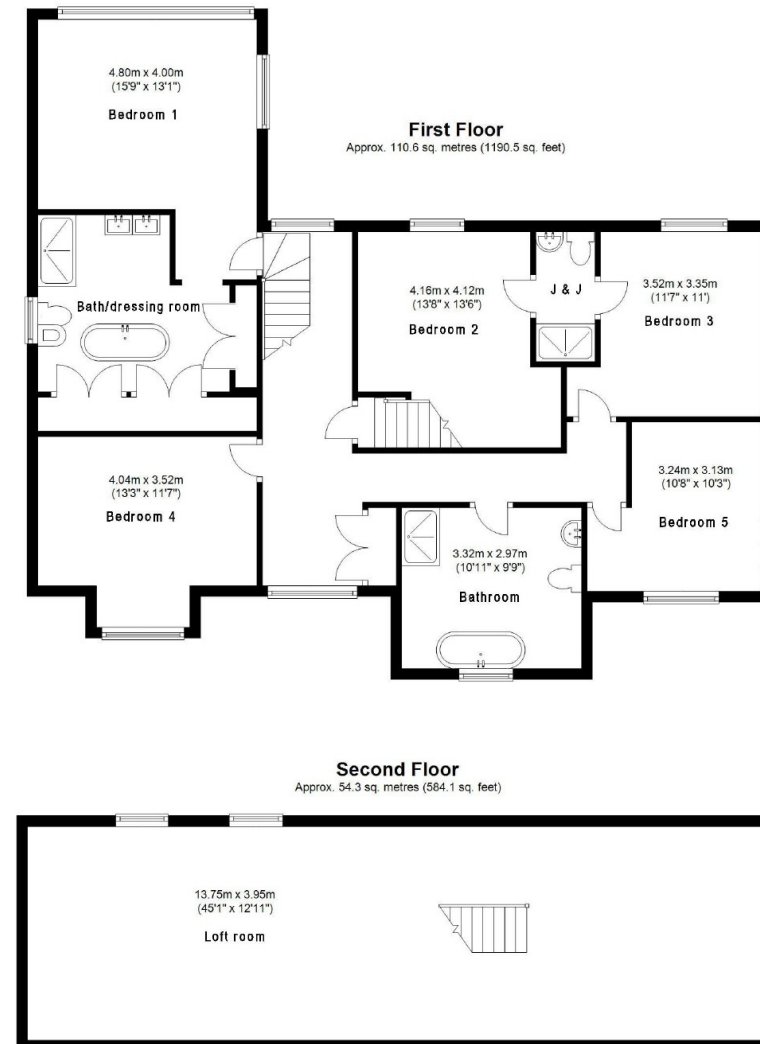 4.80m x 4.00m
(15'9" x 13'1")
Bedroom 1
First Floor
Approx. 110.6 sq. metres (1190.5 sq. feet)
Bath/dressing room
4.16m x 4.12m
(13'8" x 13'6")
Bedroom 2
J & J
3.52m x 3.35m
(11'7" x 11')
Bedroom 3
4.04m x 3.52m
(13'3" x 11'7")
Bedroom 4
3.32m x 2.97m
(10'11" x 9'9")
Bathroom
3.24m x 3.13m
(10'8" x 10'3")
Bedroom 5
Second Floor
Approx. 54.3 sq. metres (584.1 sq. feet)
13.75m x 3.95m
(45'1" x 12'11")
Loft room